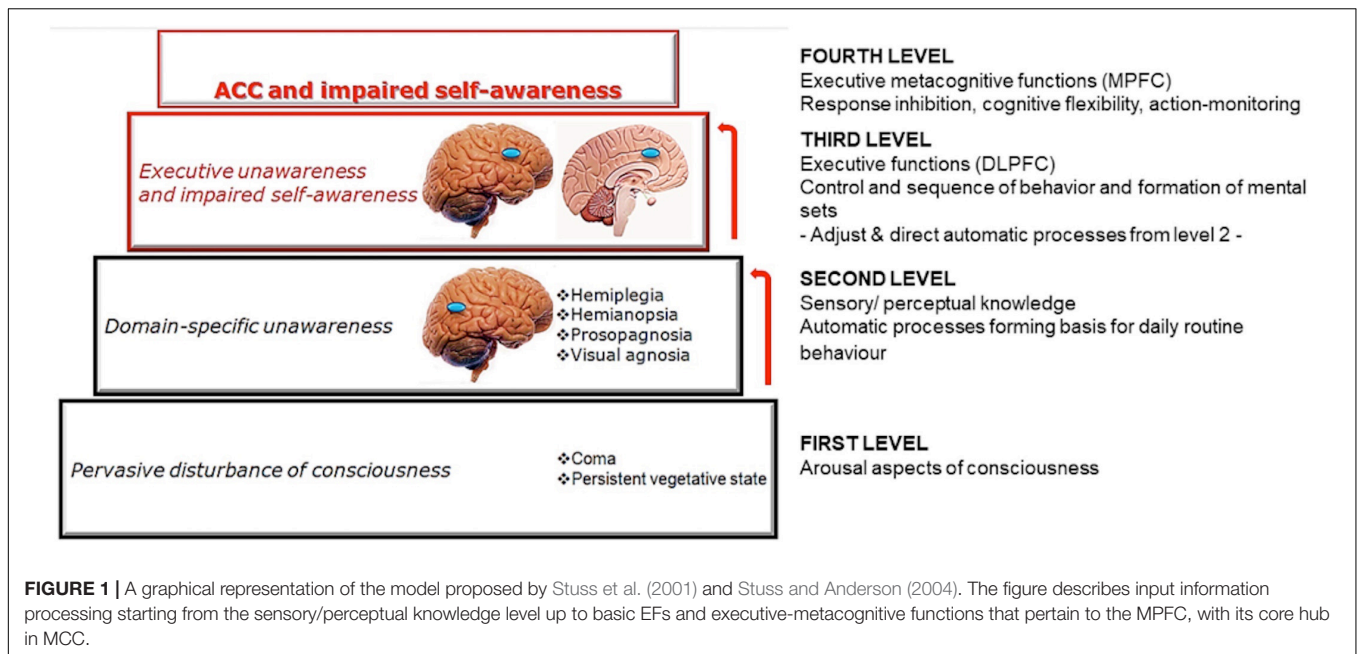 ACC and impaired self-awareness
FOURTH LEVEL
Executive metacognitive functions (MPFC)
Response inhibition, cognitive flexibility, action-monitoring
Executive unawareness
and impaired self-awareness
THIRD LEVEL
Executive functions (DLPFC)
Control and sequence of behavior and formation of mental
sets
- Adjust & direct automatic processes from level 2 -
Domain-specific unawareness
❖Hemiplegia
❖Hemianopsia
❖Prosopagnosia
❖Visual agnosia
SECOND LEVEL
Sensory/ perceptual knowledge
Automatic processes forming basis for daily routine
behaviour
Pervasive disturbance of consciousness
❖Coma
❖Persistent vegetative state
FIRST LEVEL
Arousal aspects of consciousness
FIGURE 1 | A graphical representation of the model proposed by Stuss et al. (2001) and Stuss and Anderson (2004). The figure describes input information
processing starting from the sensory/perceptual knowledge level up to basic EFs and executive-metacognitive functions that pertain to the MPFC, with its core hub
in MCC.